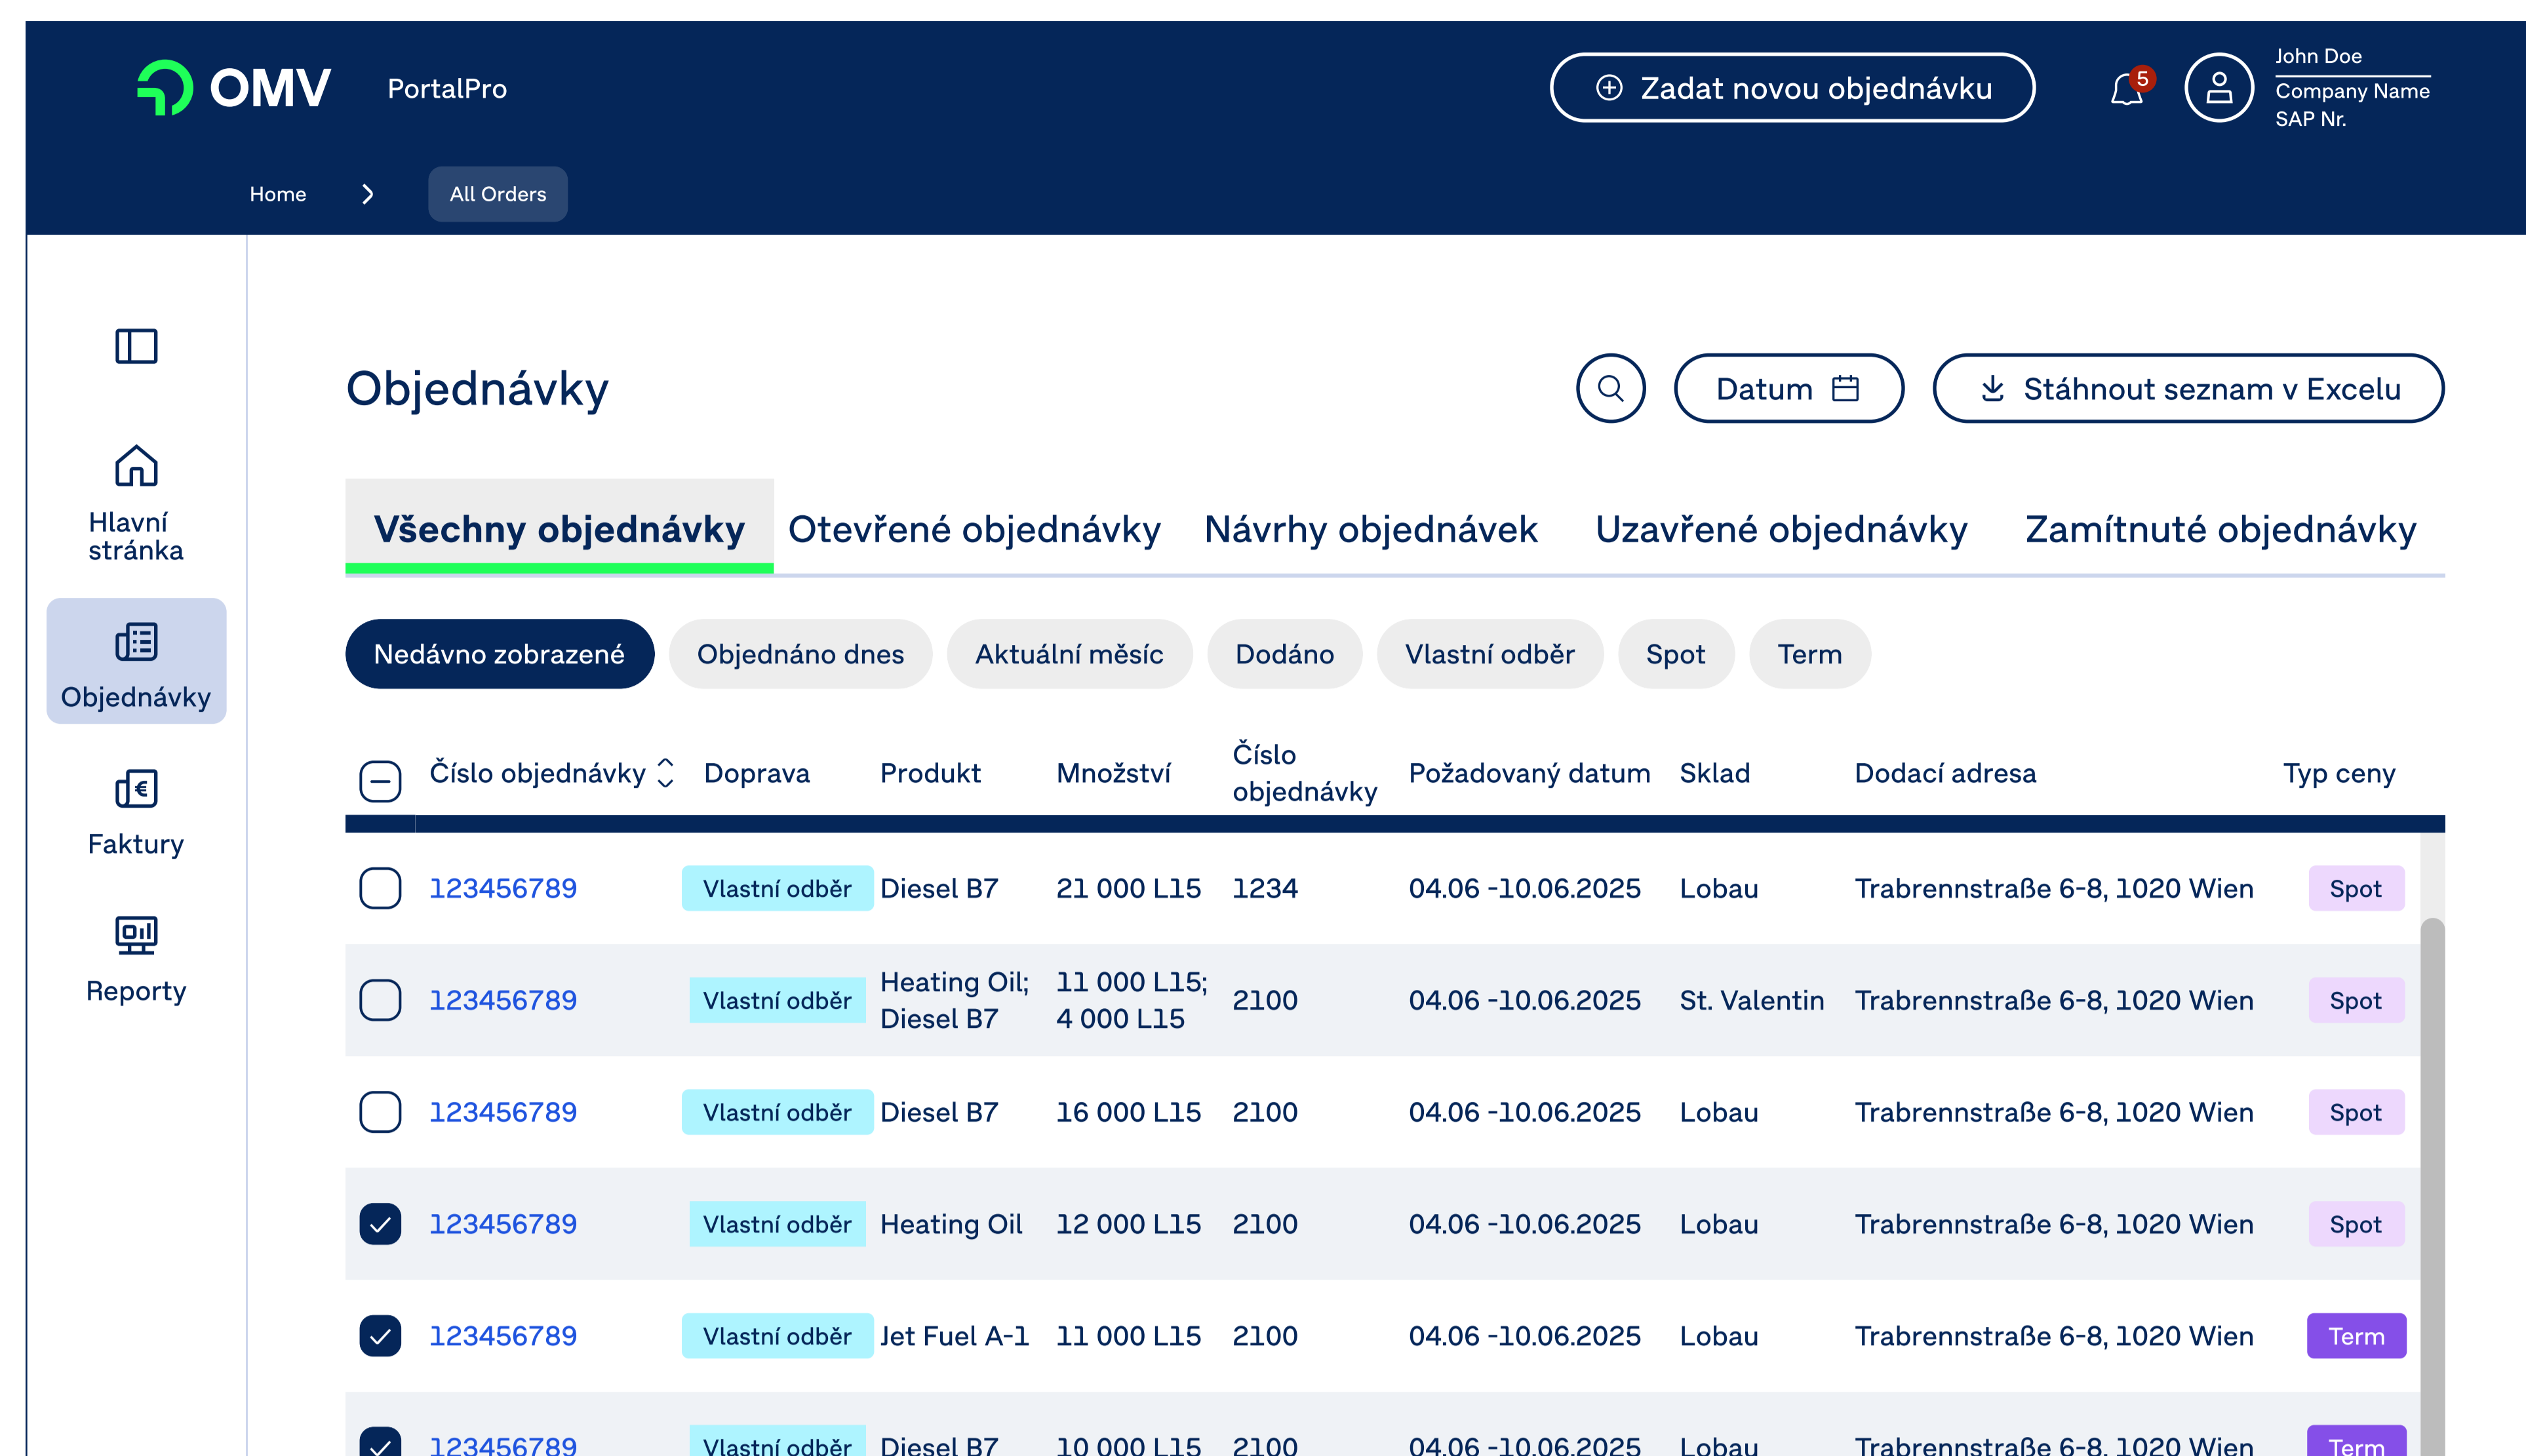 OMV
PortalPro
Zadat novou objednávku
5
John Doe
Company Name
SAP Nr.
Home
All Orders
Hlavní
stránka
Objednávky
Faktury
Reporty
Objednávky
Datum
Stáhnout seznam v Excelu
Všechny objednávky Otevřené objednávky Návrhy objednávek Uzavřené objednávky Zamítnuté objednávky
Nedávno zobrazené Objednáno dnes Aktuální měsíc Dodáno Vlastní odběr Spot Term
Číslo objednávky Doprava Produkt Množství Číslo objednávky Požadovaný datum Sklad Dodací adresa Typ ceny
123456789 Vlastní odběr Diesel B7 21 000 L15 1234 04.06 -10.06.2025 Lobau Trabrennstraße 6-8, 1020 Wien Spot
123456789 Vlastní odběr Heating Oil; Diesel B7 11 000 L15; 4 000 L15 2100 04.06 -10.06.2025 St. Valentin Trabrennstraße 6-8, 1020 Wien Spot
123456789 Vlastní odběr Diesel B7 16 000 L15 2100 04.06 -10.06.2025 Lobau Trabrennstraße 6-8, 1020 Wien Spot
123456789 Vlastní odběr Heating Oil 12 000 L15 2100 04.06 -10.06.2025 Lobau Trabrennstraße 6-8, 1020 Wien Spot
123456789 Vlastní odběr Jet Fuel A-1 11 000 L15 2100 04.06 -10.06.2025 Lobau Trabrennstraße 6-8, 1020 Wien Term
123456789 Vlastní odběr Diesel B7 10 000 L15 2100 04.06 -10.06.2025 Lobau Trabrennstraße 6-8, 1020 Wien Term